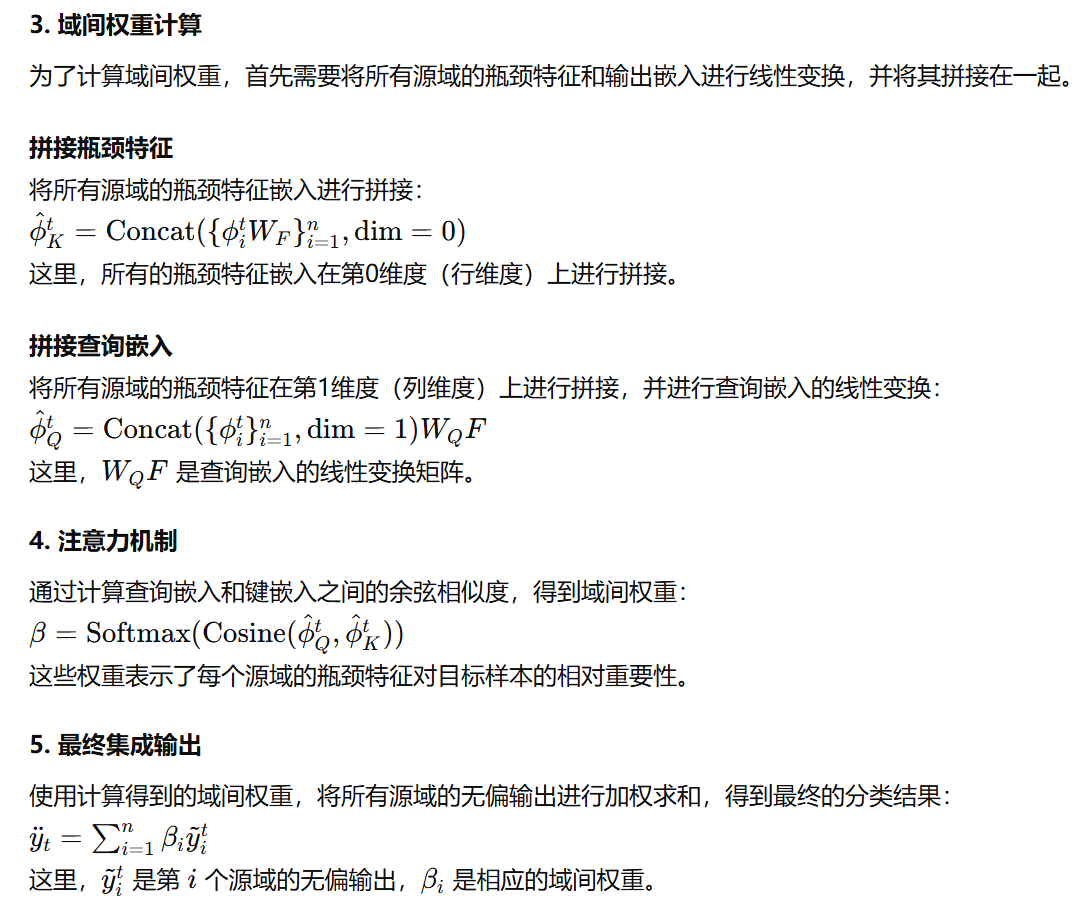 3. 域间权重计算
为了计算域间权重，首先需要将所有源域的瓶颈特征和输出嵌入进行线性变换，并将其拼接在一起。
拼接瓶颈特征
将所有源域的瓶颈特征嵌入进行拼接：
$\hat{\phi}_K^t = \text{Concat}(\{\phi_i^t W_F\}_{i=1}^n, \text{dim} = 0)$
这里，所有的瓶颈特征嵌入在第0维度（行维度）上进行拼接。
拼接查询嵌入
将所有源域的瓶颈特征在第1维度（列维度）上进行拼接，并进行查询嵌入的线性变换：
$\hat{\phi}_Q^t = \text{Concat}(\{\phi_i^t\}_{i=1}^n, \text{dim} = 1) W_Q F$
这里，$W_Q F$ 是查询嵌入的线性变换矩阵。
4. 注意力机制
通过计算查询嵌入和键嵌入之间的余弦相似度，得到域间权重：
$\beta = \text{Softmax}(\text{Cosine}(\hat{\phi}_Q^t, \hat{\phi}_K^t))$
这些权重表示了每个源域的瓶颈特征对目标样本的相对重要性。
5. 最终集成输出
使用计算得到的域间权重，将所有源域的无偏输出进行加权求和，得到最终的分类结果：
$\ddot{y}_t = \sum_{i=1}^n \beta_i \tilde{y}_i^t$
这里，$\tilde{y}_i^t$ 是第 $i$ 个源域的无偏输出，$\beta_i$ 是相应的域间权重。